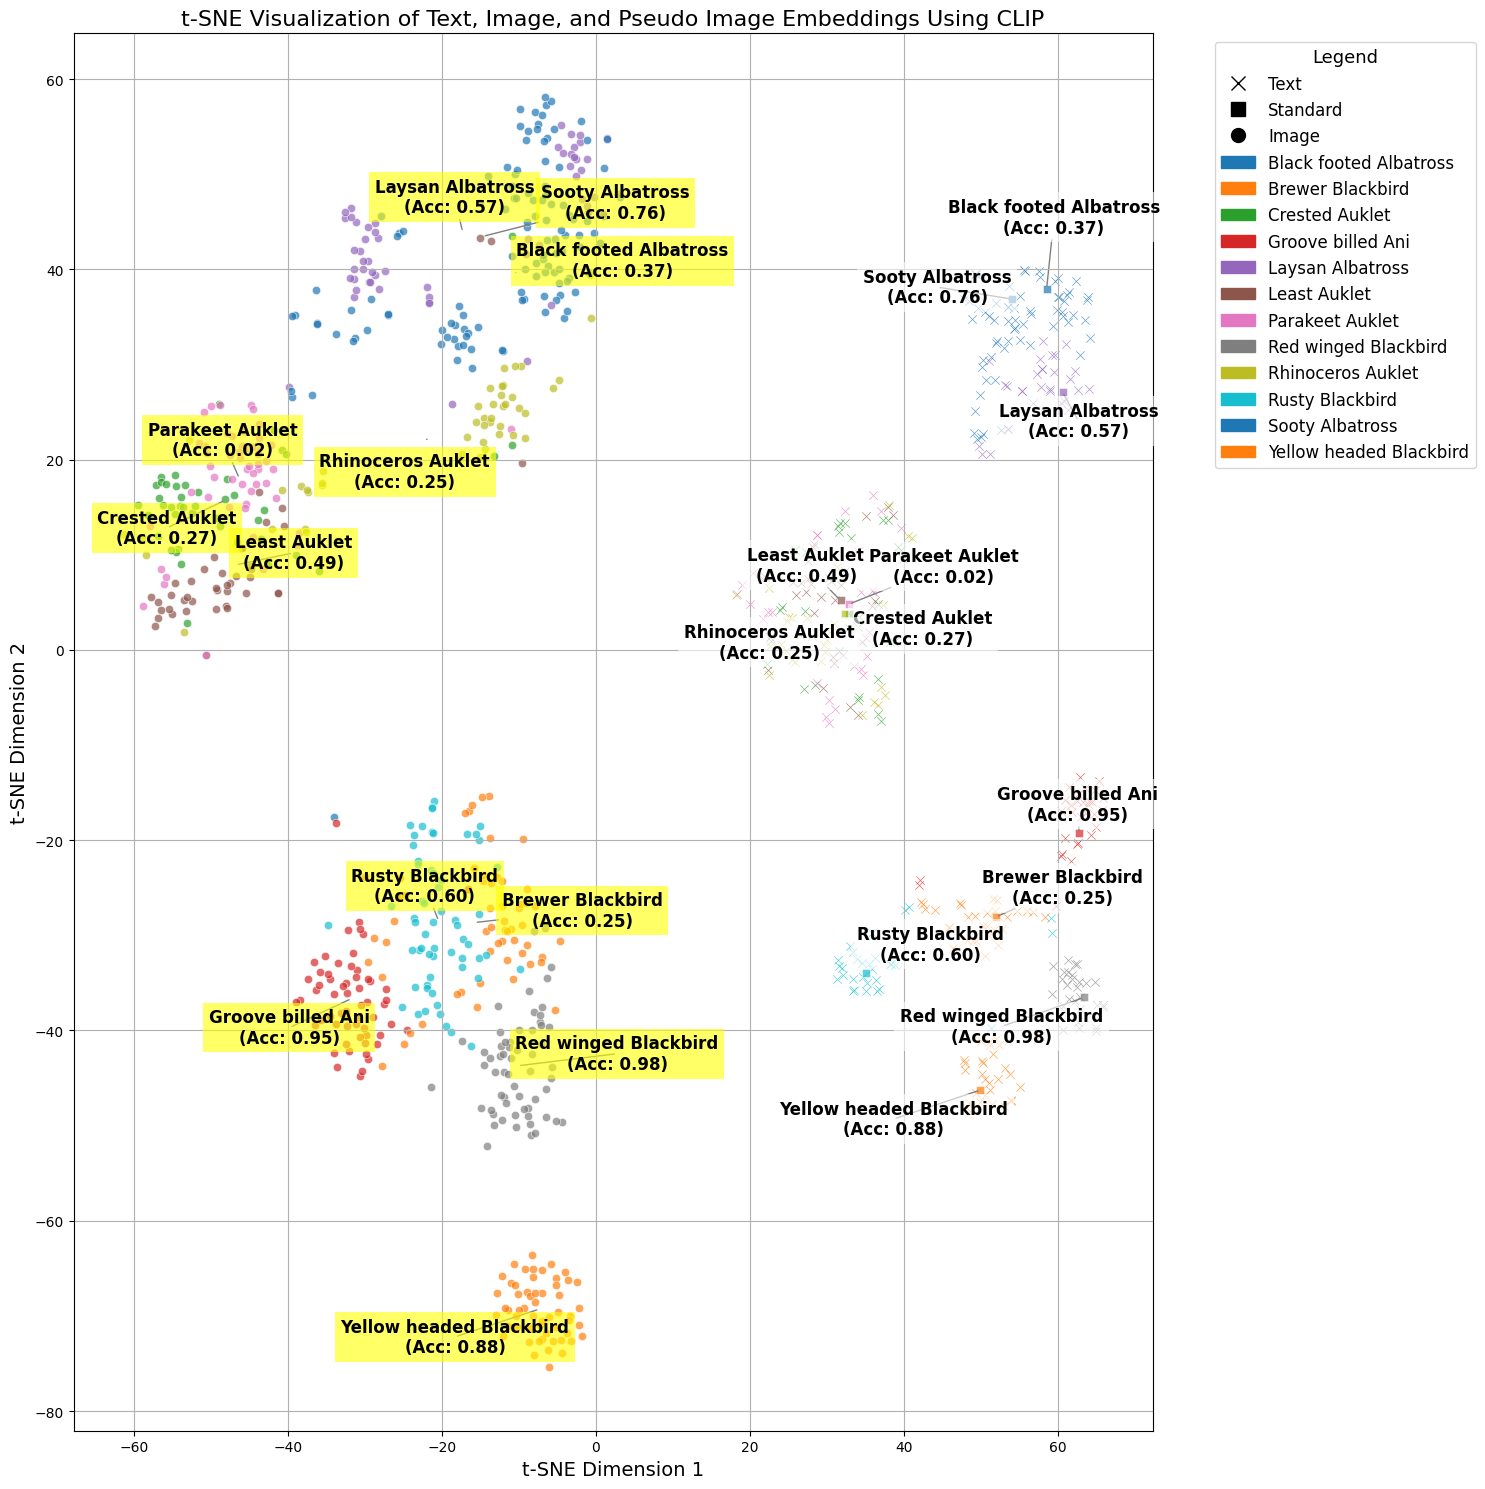 t-SNE Visualization of Text, Image, and Pseudo Image Embeddings Using CLIP
Legend
Text
Standard
Image
Black footed Albatross
Brewer Blackbird
Crested Auklet
Groove billed Ani
Laysan Albatross
Least Auklet
Parakeet Auklet
Red winged Blackbird
Rhinoceros Auklet
Rusty Blackbird
Sooty Albatross
Yellow headed Blackbird
Laysan Albatross
(Acc: 0.57)
Sooty Albatross
(Acc: 0.76)
Black footed Albatross
(Acc: 0.37)
Black footed Albatross
(Acc: 0.37)
Sooty Albatross
(Acc: 0.76)
Laysan Albatross
(Acc: 0.57)
Parakeet Auklet
(Acc: 0.02)
Rhinoceros Auklet
(Acc: 0.25)
Crested Auklet
(Acc: 0.27)
Least Auklet
(Acc: 0.49)
Least Auklet
(Acc: 0.49)
Parakeet Auklet
(Acc: 0.02)
Rhinoceros Auklet
(Acc: 0.25)
Crested Auklet
(Acc: 0.27)
Groove billed Ani
(Acc: 0.95)
Rusty Blackbird
(Acc: 0.60)
Brewer Blackbird
(Acc: 0.25)
Brewer Blackbird
(Acc: 0.25)
Rusty Blackbird
(Acc: 0.60)
Groove billed Ani
(Acc: 0.95)
Red winged Blackbird
(Acc: 0.98)
Red winged Blackbird
(Acc: 0.98)
Yellow headed Blackbird
(Acc: 0.88)
Yellow headed Blackbird
(Acc: 0.88)
60
40
20
0
−20
−40
−60
−80
t-SNE Dimension 2
−60
−40
−20
0
20
40
60
t-SNE Dimension 1